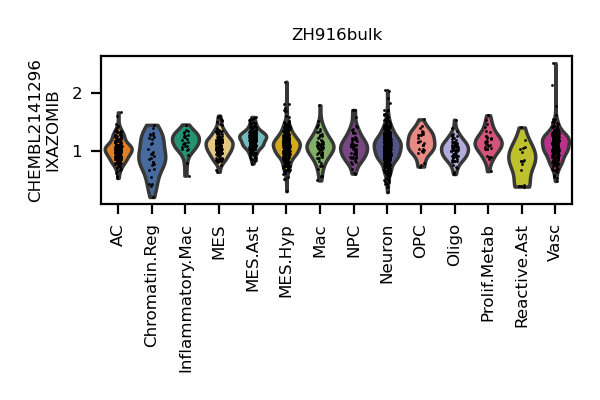 ZH916bulk
CHEMBL2141296
IXAZOMIB
2
1
AC
Chromatin.Reg
Inflammatory.Mac
MES
MES.Ast
MES.Hyp
Mac
NPC
Neuron
OPC
Oligo
Prolif.Metab
Reactive.Ast
Vasc